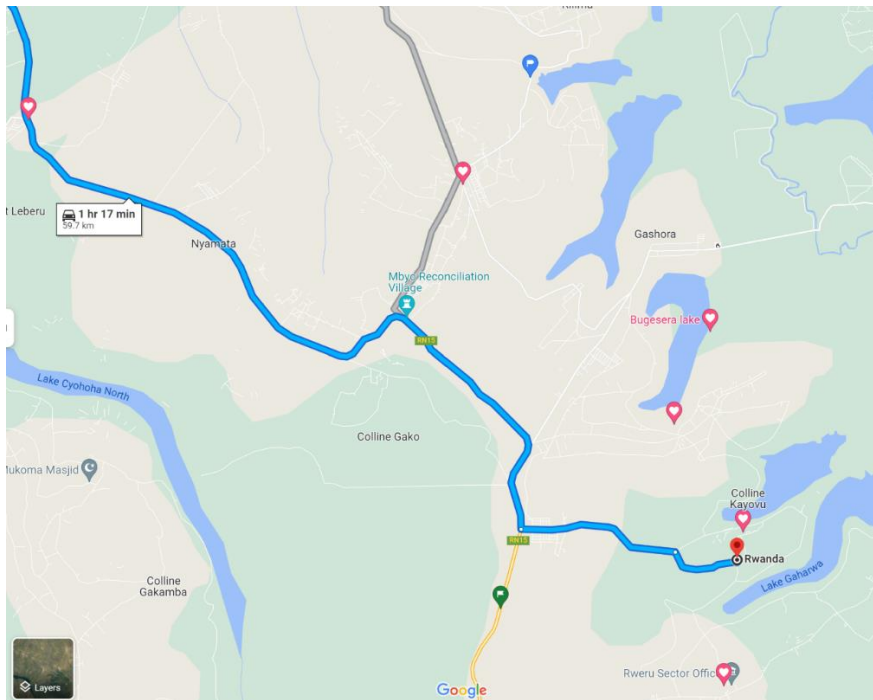 t Leberu
1 hr 17 min
59.7 km
Nyamata
Gashora
Mbyo Reconciliation
Village
Bugesera lake
RN15
Lake Cyohoha North
Colline Gako
Mukoma Masjid
Colline
Kayovu
RN15
Rwanda
Colline
Gakamba
Lake Gaharwa
Rweru Sector Offic
Layers
Google